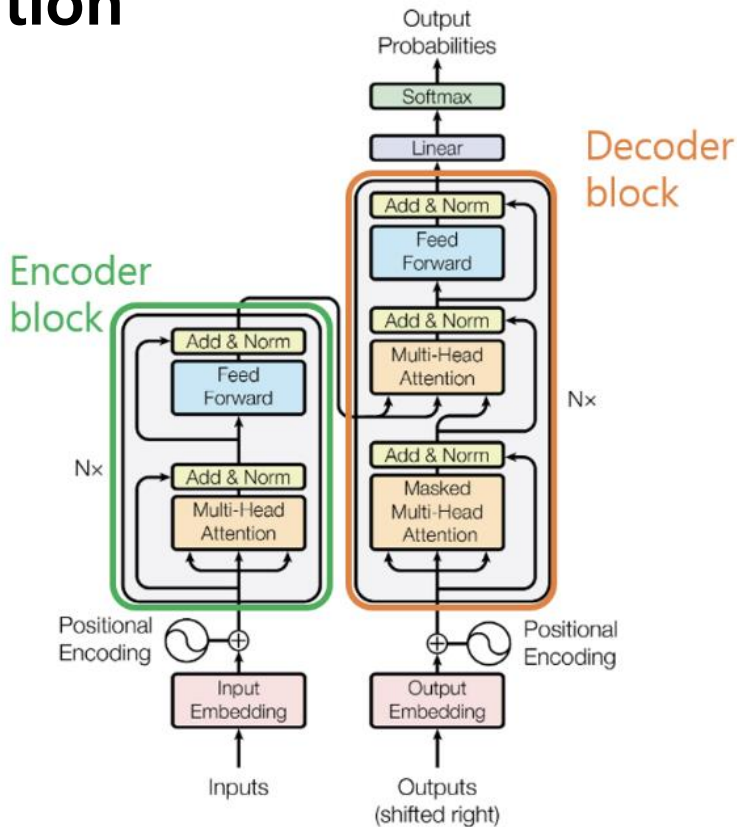 tion
Output
Probabilities
Softmax
Linear
Decoder
block
Add & Norm
Feed
Forward
Add & Norm
Multi-Head
Attention
Nx
Add & Norm
Masked
Multi-Head
Attention
Positional
Encoding
Output
Embedding
Outputs
(shifted right)
Encoder
block
Add & Norm
Feed
Forward
Nx
Add & Norm
Multi-Head
Attention
Positional
Encoding
Input
Embedding
Inputs